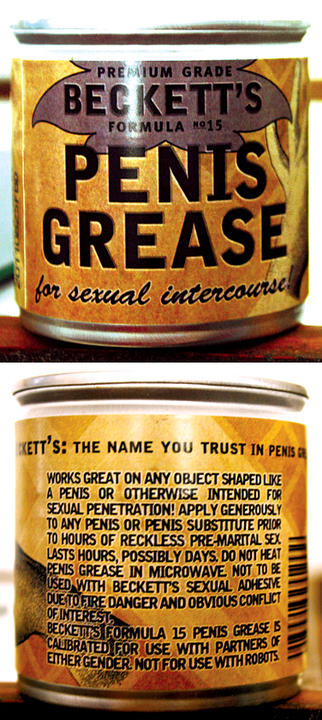 PREMIUM GRADE
BECKETT'S
FORMULA Nº15
PENIS
GREASE
for sexual intercourse!
CKETT'S: THE NAME YOU TRUST IN PENIS GR
WORKS GREAT ON ANY OBJECT SHAPED LIKE
A PENIS OR OTHERWISE INTENDED FOR
SEXUAL PENETRATION! APPLY GENEROUSLY
TO ANY PENIS OR PENIS SUBSTITUTE PRIOR
TO HOURS OF RECKLESS PRE-MARITAL SEX.
LASTS HOURS, POSSIBLY DAYS. DO NOT HEAT
PENIS GREASE IN MICROWAVE. NOT TO BE
USED WITH BECKETT'S SEXUAL ADHESIVE
DUE TO FIRE DANGER AND OBVIOUS CONFLICT
OF INTEREST.
BECKETT'S FORMULA 15 PENIS GREASE IS
CALIBRATED FOR USE WITH PARTNERS OF
EITHER GENDER. NOT FOR USE WITH ROBOTS.